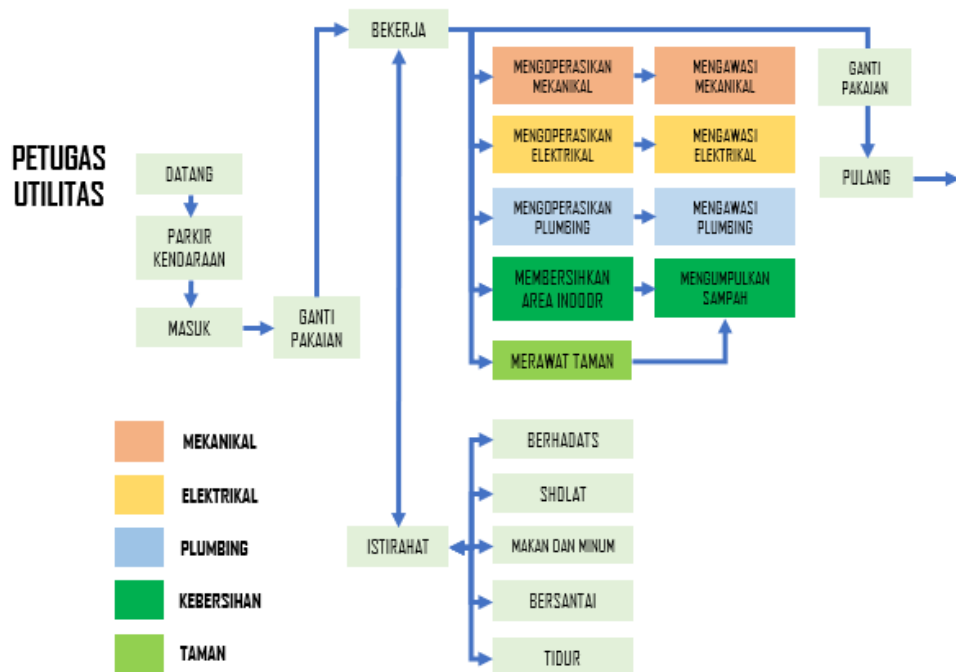 PETUGAS
UTILITAS
DATANG
PARKIR
KENDARAAN
MASUK
GANTI
PAKAIAN
BEKERJA
MENGOPERASIKAN
MEKANIKAL
MENGAWASI
MEKANIKAL
MENGOPERASIKAN
ELEKTRIKAL
MENGAWASI
ELEKTRIKAL
MENGOPERASIKAN
PLUMBING
MENGAWASI
PLUMBING
MEMBERSIHKAN
AREA INDOOR
MENGUMPULKAN
SAMPAH
MERAWAT TAMAN
GANTI
PAKAIAN
PULANG
ISTIRAHAT
BERHADATS
SHOLAT
MAKAN DAN MINUM
BERSANTAI
TIDUR
MEKANIKAL
ELEKTRIKAL
PLUMBING
KEBERSIHAN
TAMAN